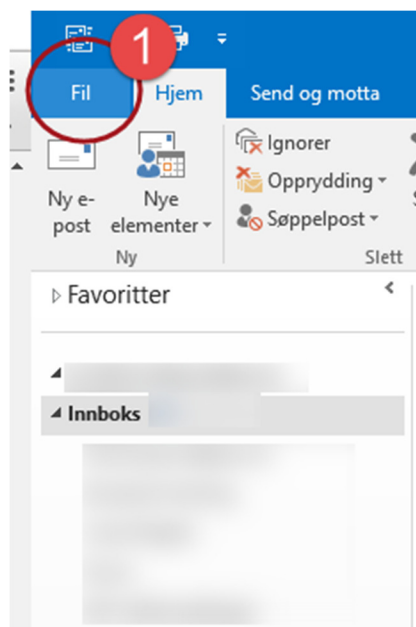 1
Fil Hjem Send og motta
Ignorer
Opprydding
Søppelpost
Ny e-
post
Nye
elementer
Ny
Slett
Favoritter
Innboks